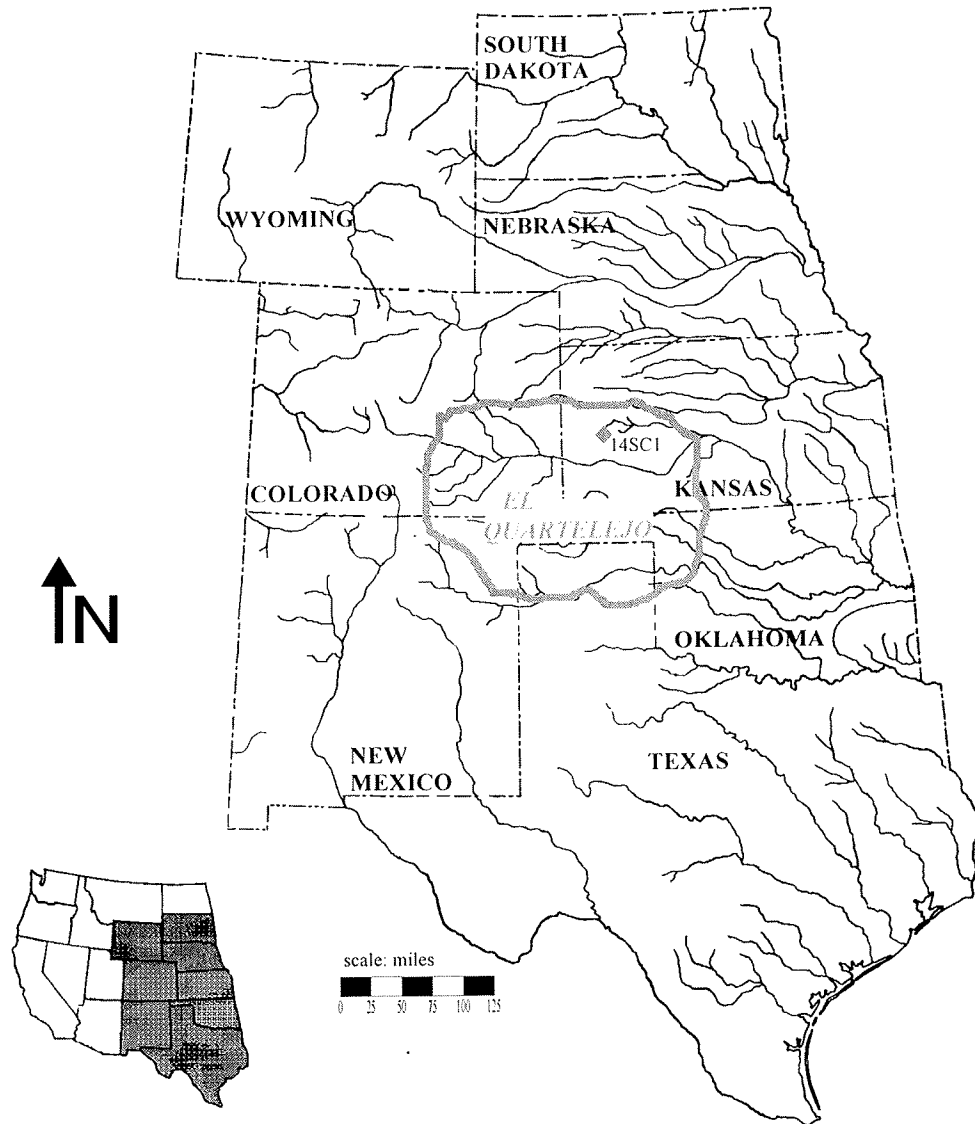 SOUTH
DAKOTA
WYOMING
NEBRASKA
14SC1
COLORADO
KANSAS
EL
QUARTELEJO
N
OKLAHOMA
NEW
MEXICO
TEXAS
scale: miles
0 25 50 75 100 125